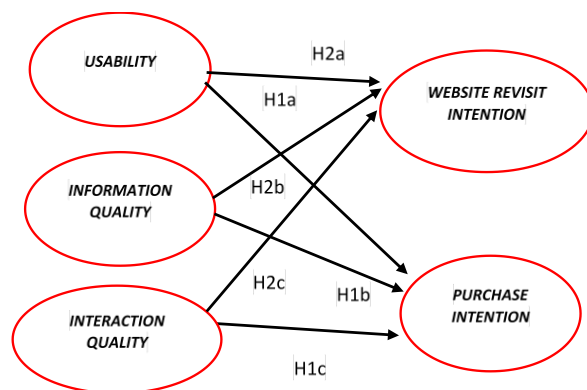 USABILITY
H2a
WEBSITE REVISIT
INTENTION
H1a
INFORMATION
QUALITY
H2b
H2c
H1b
PURCHASE
INTENTION
INTERACTION
QUALITY
H1c